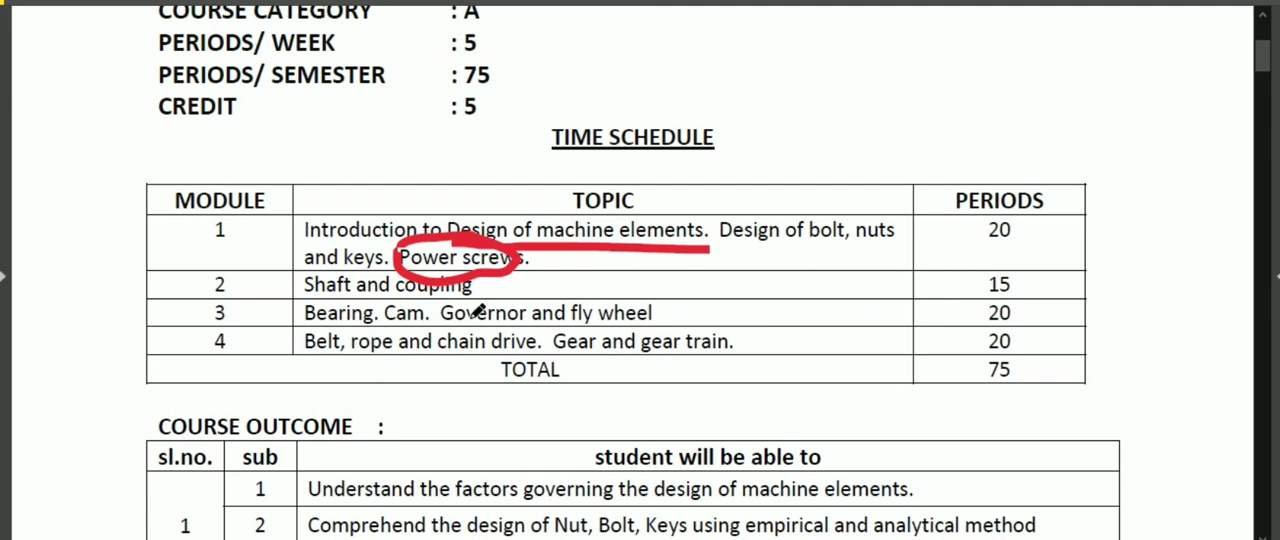 COURSE CATEGORY : A
PERIODS/ WEEK : 5
PERIODS/ SEMESTER : 75
CREDIT : 5
TIME SCHEDULE
MODULE TOPIC PERIODS
1 Introduction to Design of machine elements. Design of bolt, nuts 20
and keys. Power screws.
2 Shaft and coupling 15
3 Bearing. Cam. Governor and fly wheel 20
4 Belt, rope and chain drive. Gear and gear train. 20
TOTAL 75
COURSE OUTCOME :
sl.no. sub student will be able to
1 Understand the factors governing the design of machine elements.
1 2 Comprehend the design of Nut, Bolt, Keys using empirical and analytical method